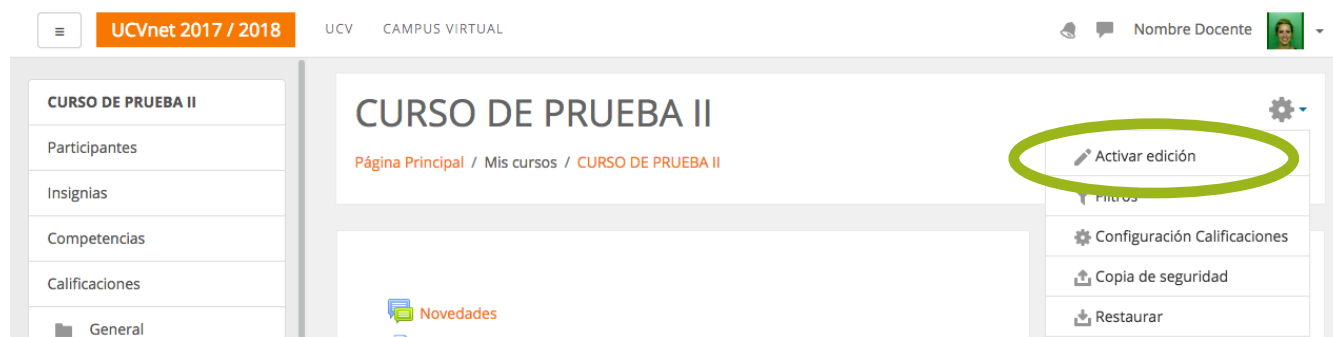 UCVnet 2017 / 2018 UCV CAMPUS VIRTUAL Nombre Docente
CURSO DE PRUEBA II
Participantes
Insignias
Competencias
Calificaciones
General
CURSO DE PRUEBA II
Página Principal / Mis cursos / CURSO DE PRUEBA II
Novedades
Activar edición
Filtros
Configuración Calificaciones
Copia de seguridad
Restaurar